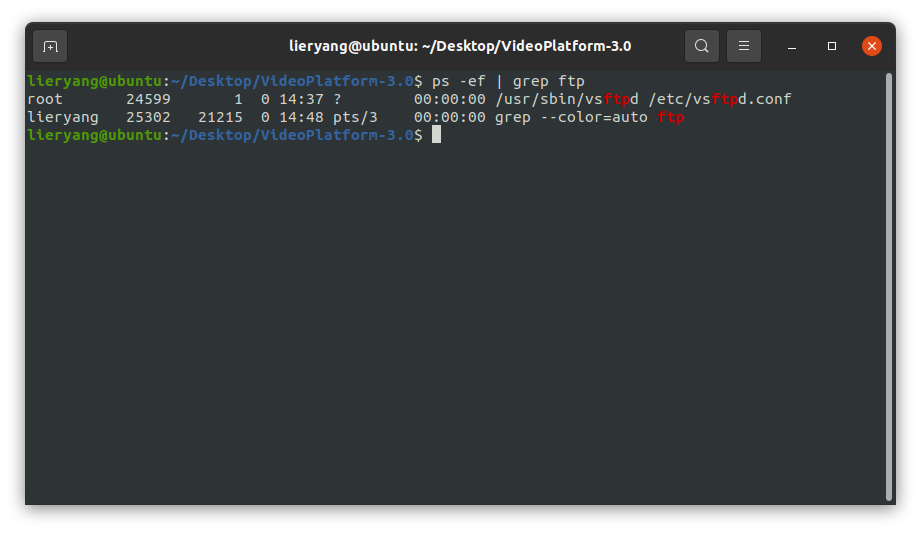 lieryang@ubuntu: ~/Desktop/VideoPlatform-3.0
lieryang@ubuntu:~/Desktop/VideoPlatform-3.0$ ps -ef | grep ftp
root       24599       1  0 14:37 ?        00:00:00 /usr/sbin/vsftpd /etc/vsftpd.conf
lieryang   25302   21215  0 14:48 pts/3    00:00:00 grep --color=auto ftp
lieryang@ubuntu:~/Desktop/VideoPlatform-3.0$